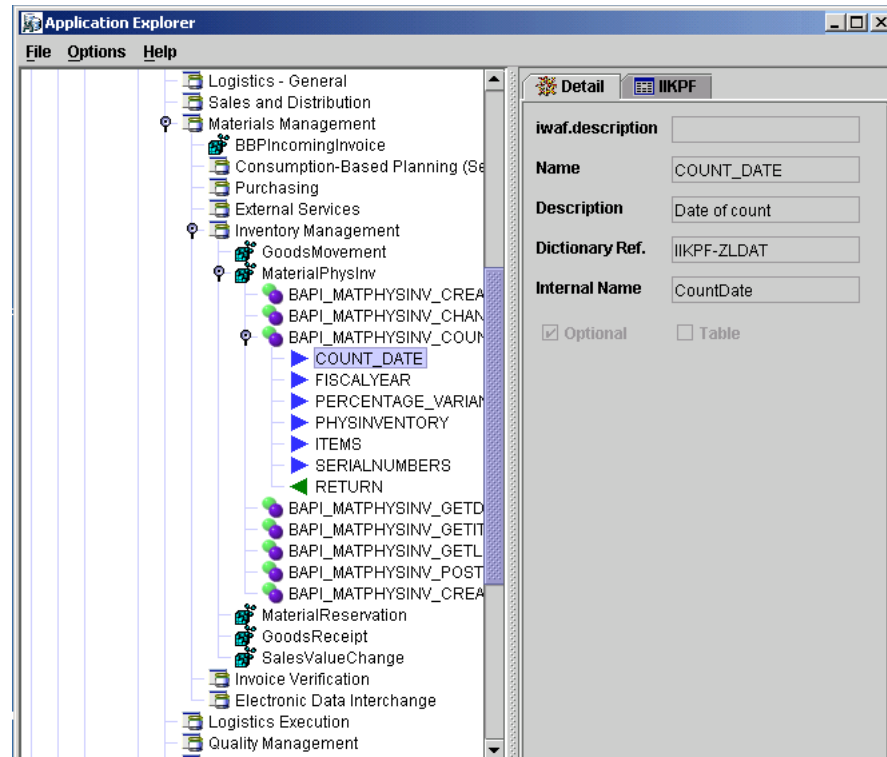 Application Explorer
File Options Help
Logistics - General
Sales and Distribution
Materials Management
BBPIncomingInvoice
Consumption-Based Planning (Se
Purchasing
External Services
Inventory Management
GoodsMovement
MaterialPhysInv
BAPI_MATPHYSINV_CREA
BAPI_MATPHYSINV_CHAN
BAPI_MATPHYSINV_COUN
COUNT_DATE
FISCALYEAR
PERCENTAGE_VARIAN
PHYSINVENTORY
ITEMS
SERIALNUMBERS
RETURN
BAPI_MATPHYSINV_GETD
BAPI_MATPHYSINV_GETIT
BAPI_MATPHYSINV_GETL
BAPI_MATPHYSINV_POST
BAPI_MATPHYSINV_CREA
MaterialReservation
GoodsReceipt
SalesValueChange
Invoice Verification
Electronic Data Interchange
Logistics Execution
Quality Management
Detail IIKPF
iwaf.description
Name COUNT_DATE
Description Date of count
Dictionary Ref. IIKPF-ZLDAT
Internal Name CountDate
Optional Table